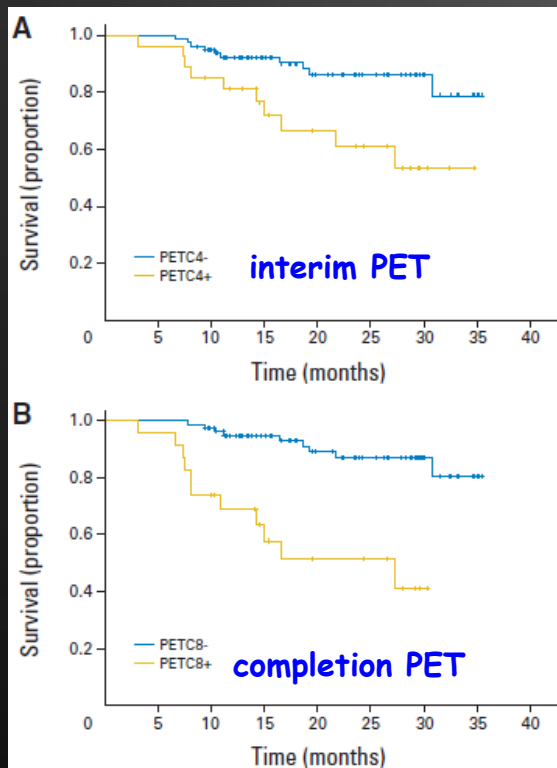 A
Survival (proportion)
1.0
0.8
0.6
0.4
0.2
PETC4-
PETC4+
interim PET
0 5 10 15 20 25 30 35 40
Time (months)
B
Survival (proportion)
1.0
0.8
0.6
0.4
0.2
PETC8-
PETC8+
completion PET
0 5 10 15 20 25 30 35 40
Time (months)